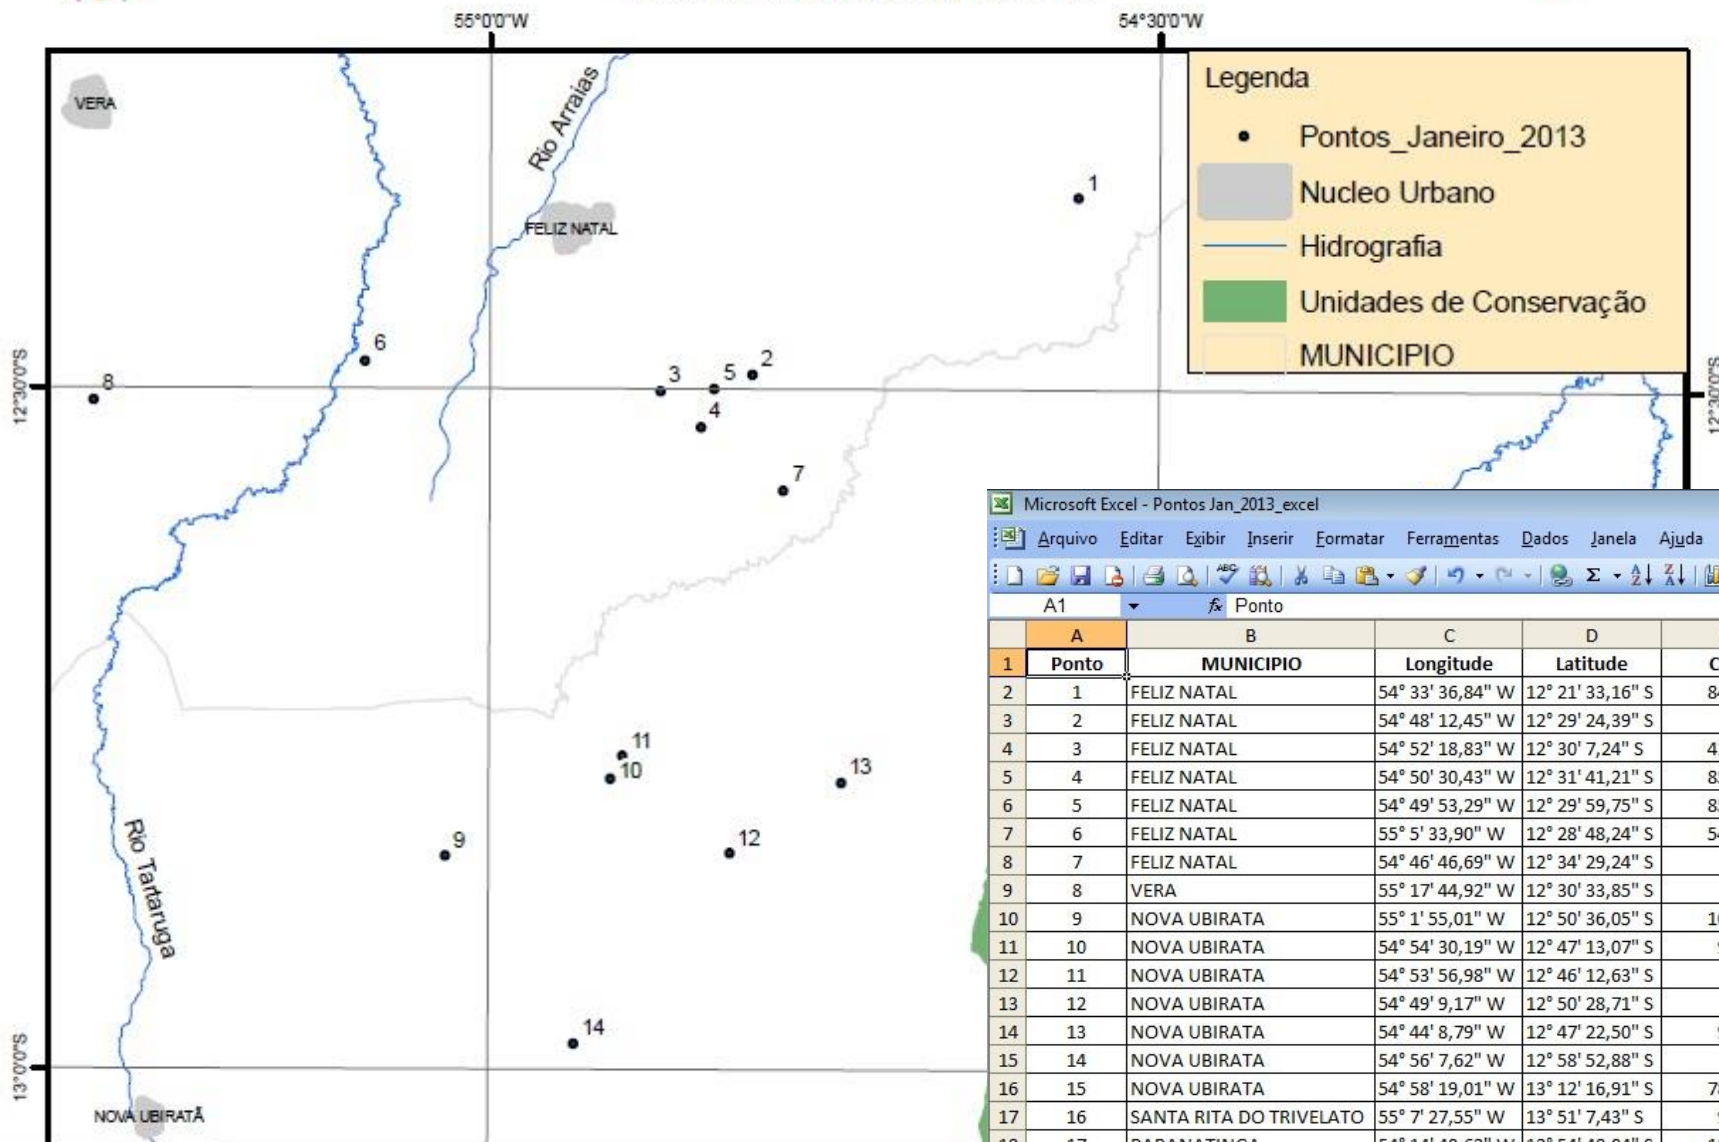 55°0'0"W
54°30'0"W
Legenda
Pontos_Janeiro_2013
Nucleo Urbano
Hidrografia
Unidades de Conservação
MUNICIPIO
VERA
Rio Arraias
FELIZ NATAL
1
6
2
5
3
4
8
7
12°30'0"S
12°30'0"S
11
10
13
12
9
Rio Tartaruga
14
13°0'0"S
NOVA UBIRATÃ
Microsoft Excel - Pontos Jan_2013_excel
Arquivo Editar Exibir Inserir Formatar Ferramentas Dados Janela Ajuda
A1 fx Ponto
A B C D
1 Ponto MUNICIPIO Longitude Latitude
2 1 FELIZ NATAL 54° 33' 36,84" W 12° 21' 33,16" S
3 2 FELIZ NATAL 54° 48' 12,45" W 12° 29' 24,39" S
4 3 FELIZ NATAL 54° 52' 18,83" W 12° 30' 7,24" S
5 4 FELIZ NATAL 54° 50' 30,43" W 12° 31' 41,21" S
6 5 FELIZ NATAL 54° 49' 53,29" W 12° 29' 59,75" S
7 6 FELIZ NATAL 55° 5' 33,90" W 12° 28' 48,24" S
8 7 FELIZ NATAL 54° 46' 46,69" W 12° 34' 29,24" S
9 8 VERA 55° 17' 44,92" W 12° 30' 33,85" S
10 9 NOVA UBIRATA 55° 1' 55,01" W 12° 50' 36,05" S
11 10 NOVA UBIRATA 54° 54' 30,19" W 12° 47' 13,07" S
12 11 NOVA UBIRATA 54° 53' 56,98" W 12° 46' 12,63" S
13 12 NOVA UBIRATA 54° 49' 9,17" W 12° 50' 28,71" S
14 13 NOVA UBIRATA 54° 44' 8,79" W 12° 47' 22,50" S
15 14 NOVA UBIRATA 54° 56' 7,62" W 12° 58' 52,88" S
16 15 NOVA UBIRATA 54° 58' 19,01" W 13° 12' 16,91" S
17 16 SANTA RITA DO TRIVELATO 55° 7' 27,55" W 13° 51' 7,43" S